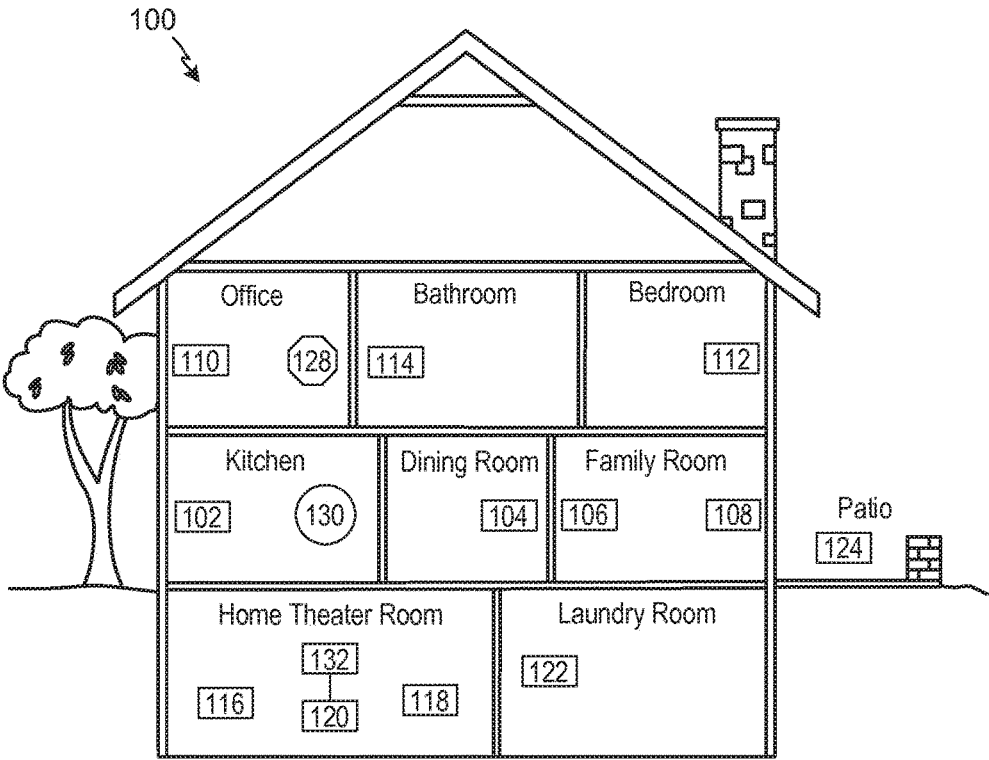 100
Office
Bathroom
Bedroom
110
128
114
112
Kitchen
Dining Room
Family Room
102
130
104
106
108
Patio
124
Home Theater Room
Laundry Room
132
116
120
118
122